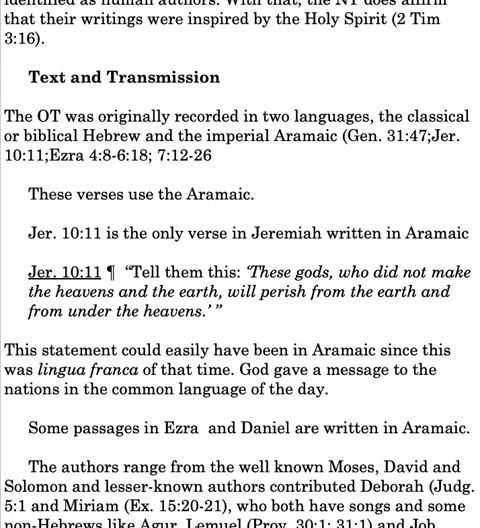 identified as human authors. With that, the NT does affirm
that their writings were inspired by the Holy Spirit (2 Tim
3:16).
Text and Transmission
The OT was originally recorded in two languages, the classical
or biblical Hebrew and the imperial Aramaic (Gen. 31:47;Jer.
10:11;Ezra 4:8-6:18; 7:12-26
These verses use the Aramaic.
Jer. 10:11 is the only verse in Jeremiah written in Aramaic
Jer. 10:11 ¶  “Tell them this: ‘These gods, who did not make
the heavens and the earth, will perish from the earth and
from under the heavens.’ ”
This statement could easily have been in Aramaic since this
was lingua franca of that time. God gave a message to the
nations in the common language of the day.
Some passages in Ezra  and Daniel are written in Aramaic.
The authors range from the well known Moses, David and
Solomon and lesser-known authors contributed Deborah (Judg.
5:1 and Miriam (Ex. 15:20-21), who both have songs and some
non-Hebrews like Agur, Lemuel (Prov. 30:1; 31:1) and Job